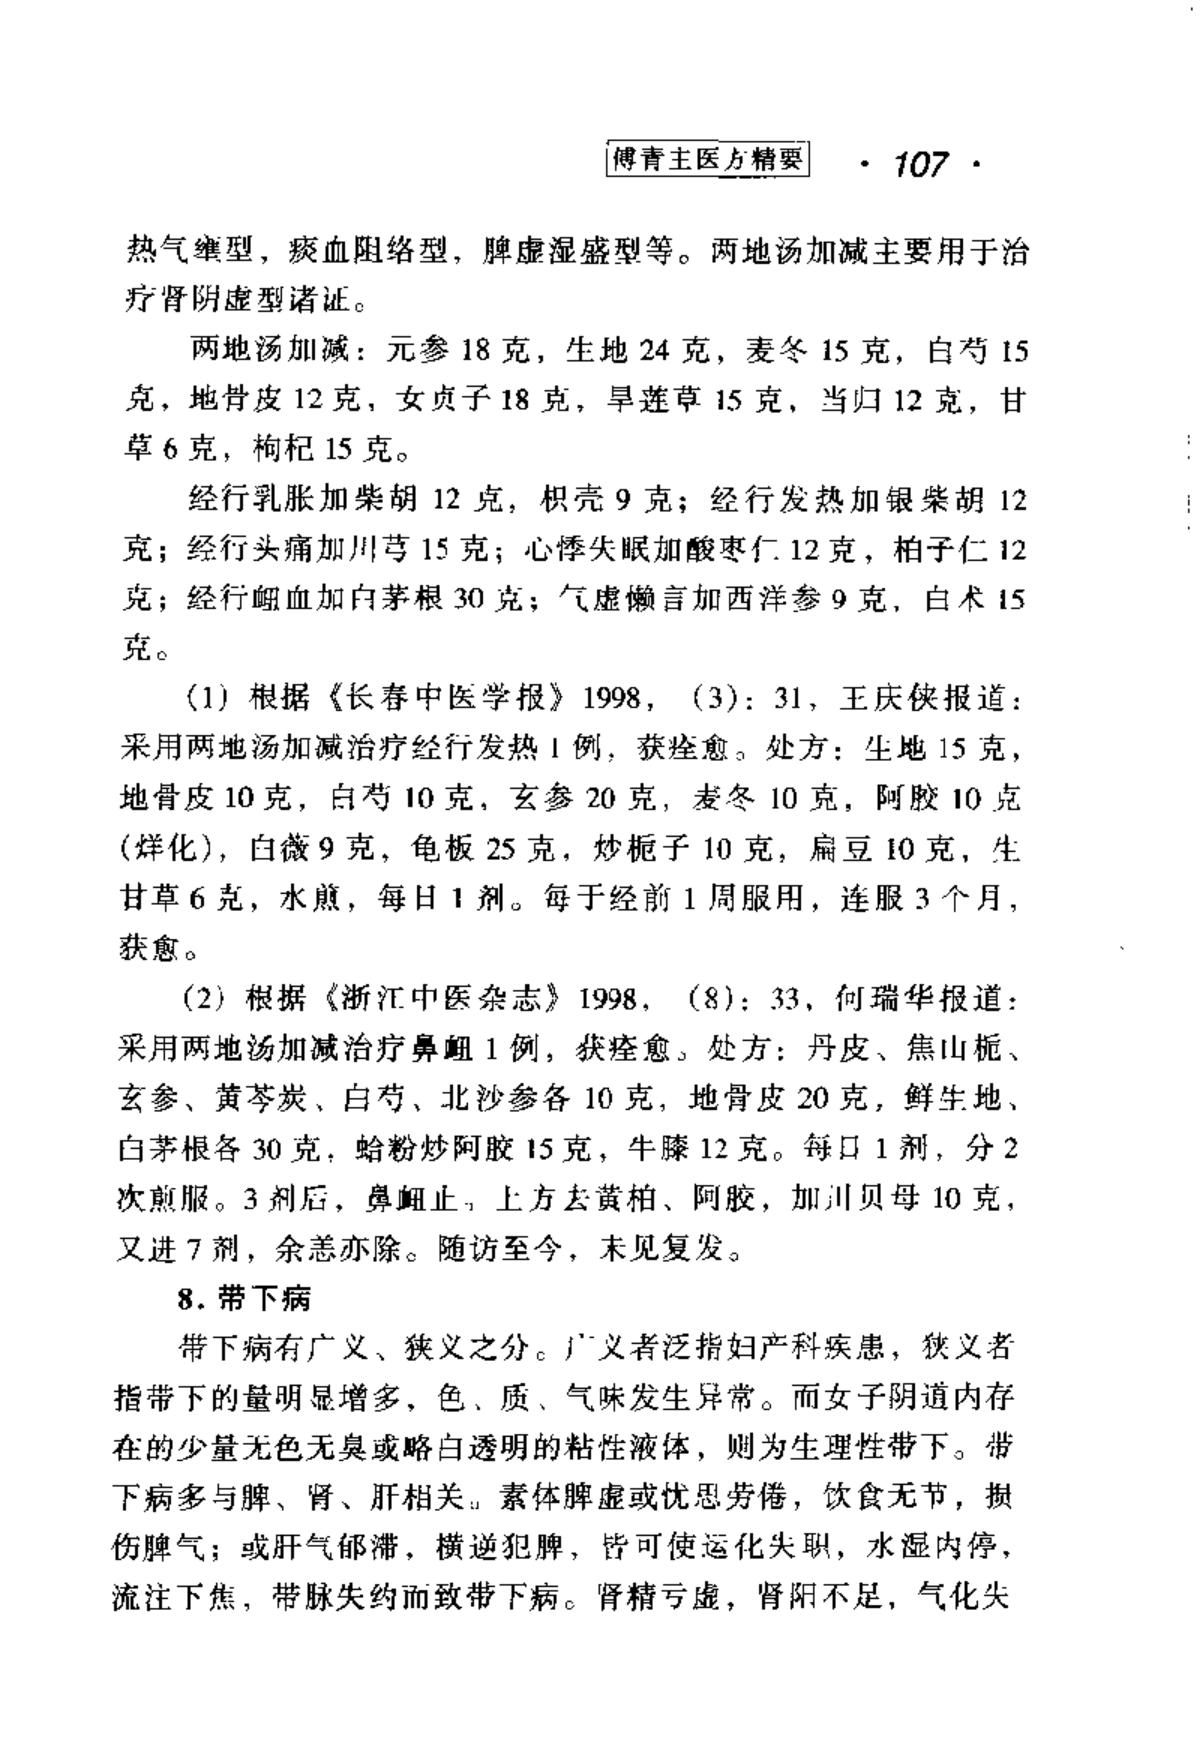 傅青主医方精要 · 107 ·
热气壅型，痰血阻络型，脾虚湿盛型等。两地汤加减主要用于治
疗肾阴虚型诸证。
两地汤加减：元参 18 克，生地 24 克，麦冬 15 克，白芍 15
克，地骨皮 12 克，女贞子 18 克，旱莲草 15 克，当归 12 克，甘
草 6 克，枸杞 15 克。
经行乳胀加柴胡 12 克，枳壳 9 克；经行发热加银柴胡 12
克；经行头痛加川芎 15 克；心悸失眠加酸枣仁 12 克，柏子仁 12
克；经行衄血加白茅根 30 克；气虚懒言加西洋参 9 克，白术 15
克。
（1）根据《长春中医学报》1998，（3）：31，王庆侠报道：
采用两地汤加减治疗经行发热 1 例，获痊愈。处方：生地 15 克，
地骨皮 10 克，白芍 10 克，玄参 20 克，麦冬 10 克，阿胶 10 克
（烊化），白薇 9 克，龟板 25 克，炒栀子 10 克，扁豆 10 克，生
甘草 6 克，水煎，每日 1 剂。每于经前 1 周服用，连服 3 个月，
获愈。
（2）根据《浙江中医杂志》1998，（8）：33，何瑞华报道：
采用两地汤加减治疗鼻衄 1 例，获痊愈。处方：丹皮、焦山栀、
玄参、黄芩炭、白芍、北沙参各 10 克，地骨皮 20 克，鲜生地、
白茅根各 30 克，蛤粉炒阿胶 15 克，牛膝 12 克。每日 1 剂，分 2
次煎服。3 剂后，鼻衄止。上方去黄柏、阿胶，加川贝母 10 克，
又进 7 剂，余恙亦除。随访至今，未见复发。
8. 带下病
带下病有广义、狭义之分。广义者泛指妇产科疾患，狭义者
指带下的量明显增多，色、质、气味发生异常。而女子阴道内存
在的少量无色无臭或略白透明的粘性液体，则为生理性带下。带
下病多与脾、肾、肝相关。素体脾虚或忧思劳倦，饮食无节，损
伤脾气；或肝气郁滞，横逆犯脾，皆可使运化失职，水湿内停，
流注下焦，带脉失约而致带下病。肾精亏虚，肾阳不足，气化失